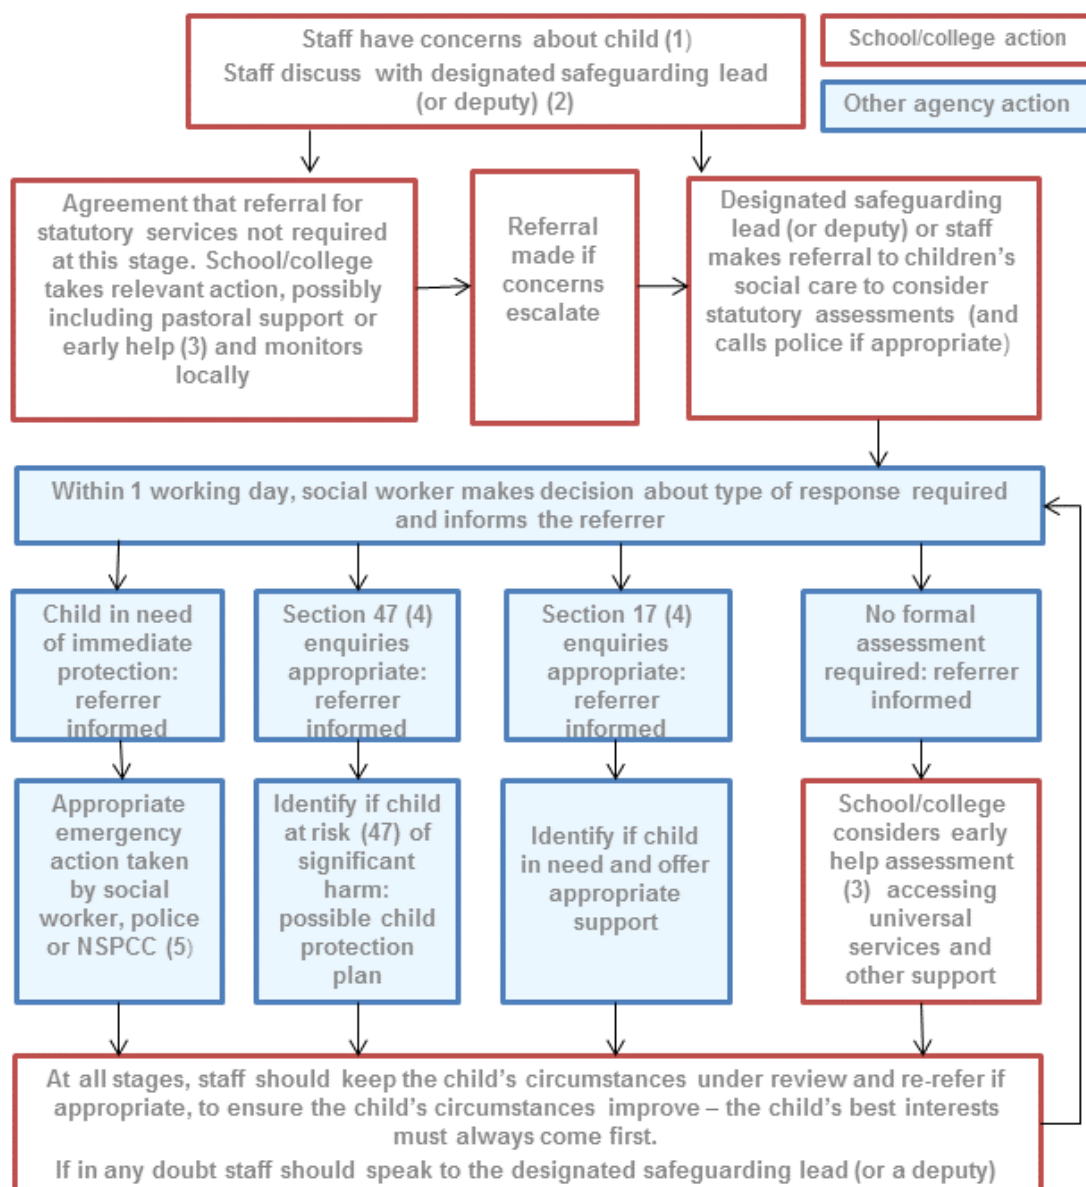 Staff have concerns about child (1)
Staff discuss with designated safeguarding lead
(or deputy) (2)
School/college action
Other agency action
Agreement that referral for
statutory services not required
at this stage. School/college
takes relevant action, possibly
including pastoral support or
early help (3) and monitors
locally
Referral
made if
concerns
escalate
Designated safeguarding
lead (or deputy) or staff
makes referral to children's
social care to consider
statutory assessments (and
calls police if appropriate)
Within 1 working day, social worker makes decision about type of response required
and informs the referrer
Child in need
of immediate
protection:
referrer
informed
Section 47 (4)
enquiries
appropriate:
referrer
informed
Section 17 (4)
enquiries
appropriate:
referrer
informed
No formal
assessment
required: referrer
informed
Appropriate
emergency
action taken
by social
worker, police
or NSPCC (5)
Identify if child
at risk (47) of
significant
harm:
possible child
protection
plan
Identify if child
in need and offer
appropriate
support
School/college
considers early
help assessment
(3) accessing
universal
services and
other support
At all stages, staff should keep the child's circumstances under review and re-refer if
appropriate, to ensure the child's circumstances improve – the child's best interests
must always come first.
If in any doubt staff should speak to the designated safeguarding lead (or a deputy)